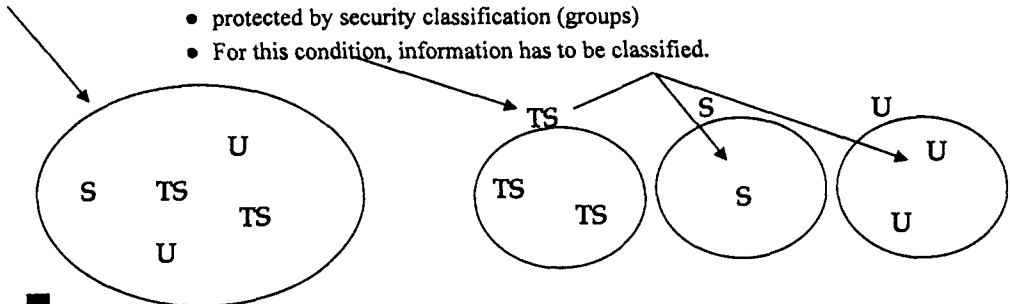 • protected by security classification (groups)
• For this condition, information has to be classified.
TS S U
U U
S TS TS S
TS TS U
U